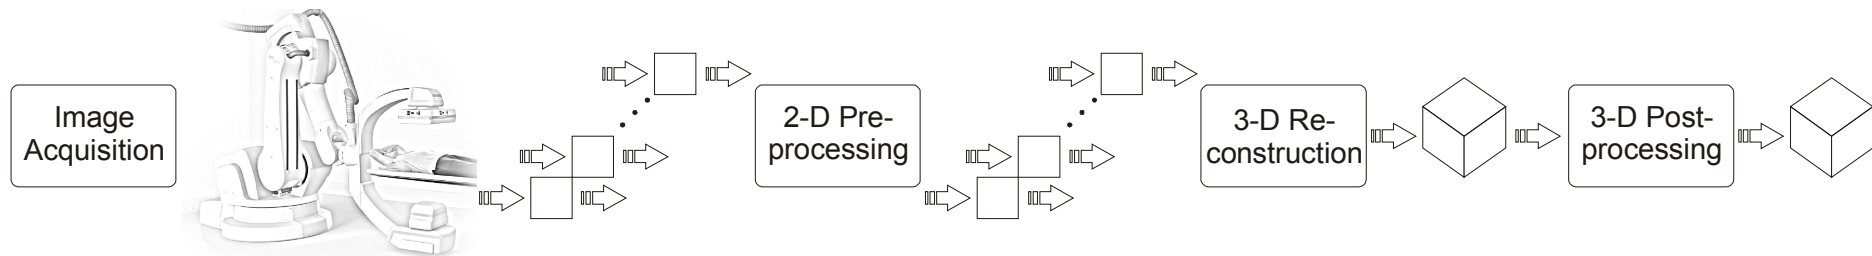 Image
Acquisition
2-D Pre-
processing
3-D Re-
construction
3-D Post-
processing